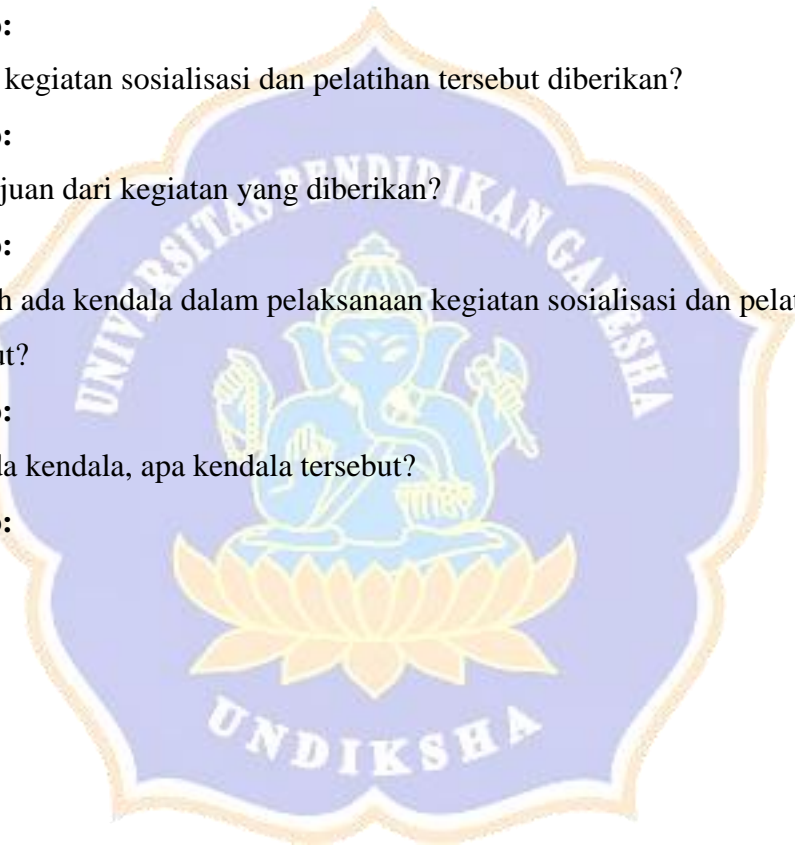 :
kegiatan sosialisasi dan pelatihan tersebut diberikan?
:
juan dari kegiatan yang diberikan?
:
h ada kendala dalam pelaksanaan kegiatan sosialisasi dan pelat
ut?
:
da kendala, apa kendala tersebut?
:
UNIVERSITAS PENDIDIKAN GANESHA
UNDIKSHA